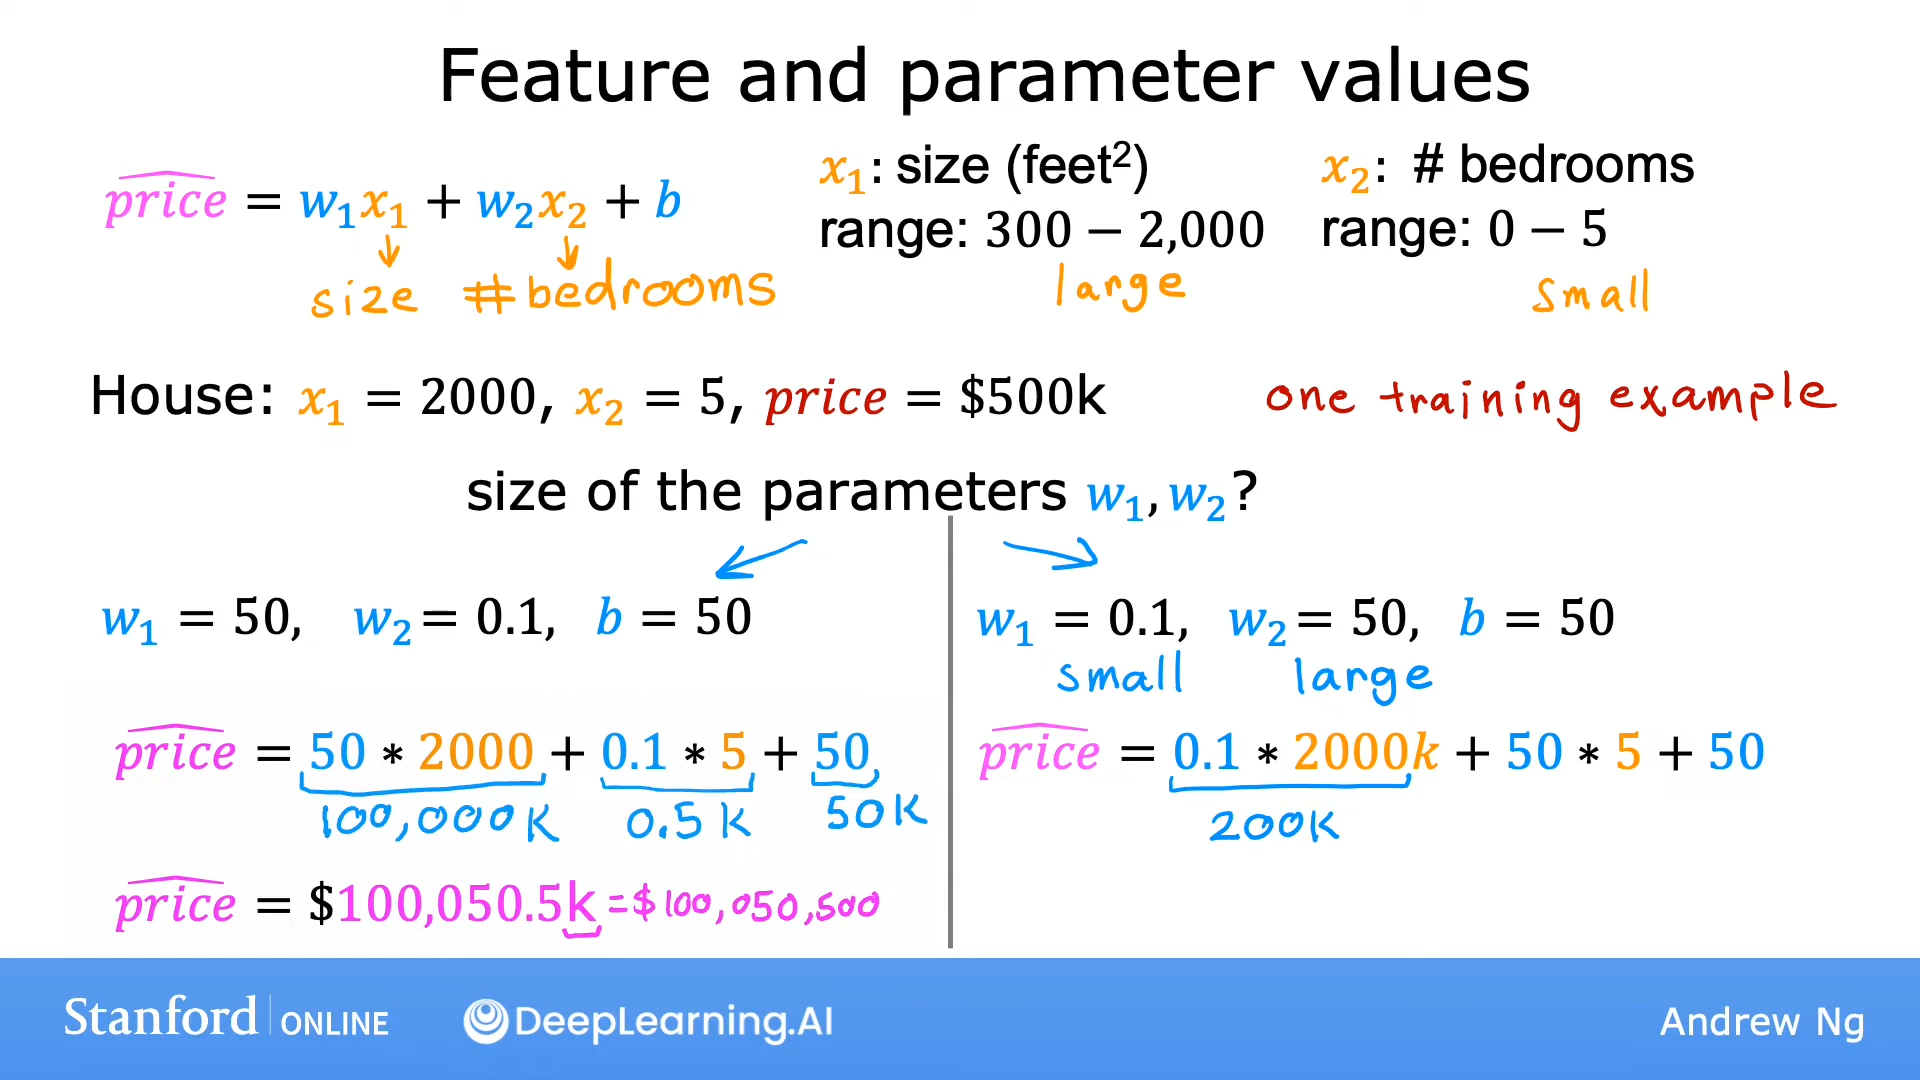 Feature and parameter values
price = w₁x₁ + w₂x₂ + b
size #bedrooms
x₁: size (feet²)
range: 300 − 2,000
large
x₂: # bedrooms
range: 0 − 5
small
House: x₁ = 2000, x₂ = 5, price = $500k
one training example
size of the parameters w₁, w₂?
w₁ = 50, w₂ = 0.1, b = 50
price = 50 * 2000 + 0.1 * 5 + 50
100,000K 0.5K 50K
price = $100,050.5k = $100,050,500
w₁ = 0.1, w₂ = 50, b = 50
small large
price = 0.1 * 2000k + 50 * 5 + 50
200K
Stanford ONLINE DeepLearning.AI Andrew Ng